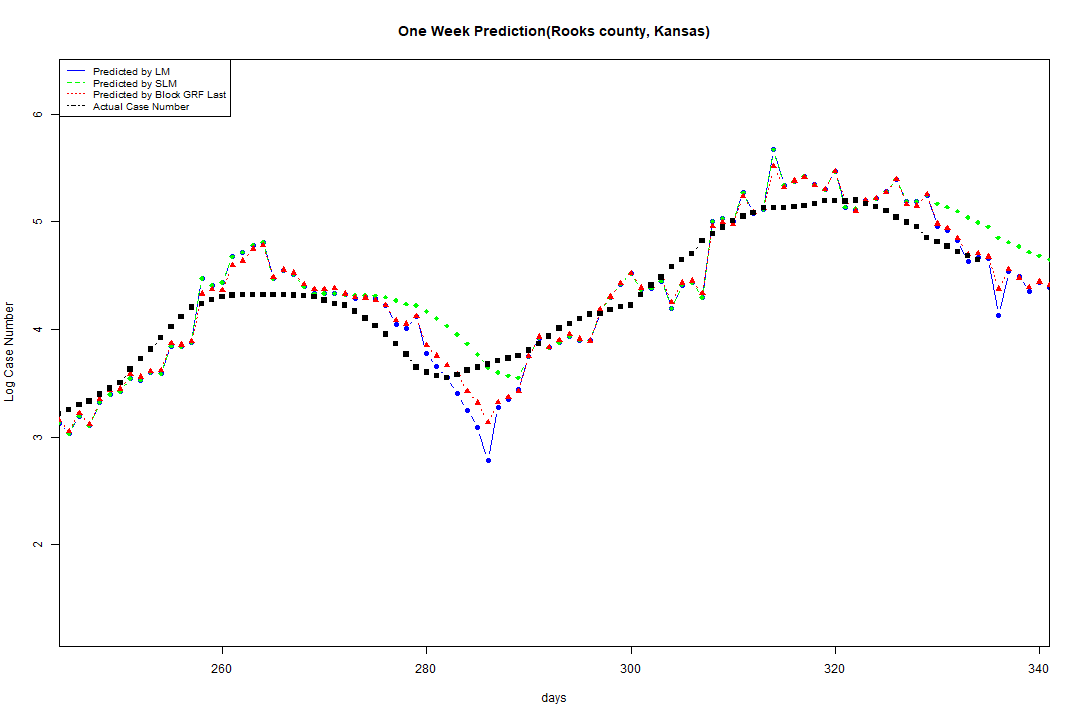 One Week Prediction(Rooks county, Kansas)
Predicted by LM
Predicted by SLM
Predicted by Block GRF Last
Actual Case Number
6
5
4
3
2
Log Case Number
260 280 300 320 340
days